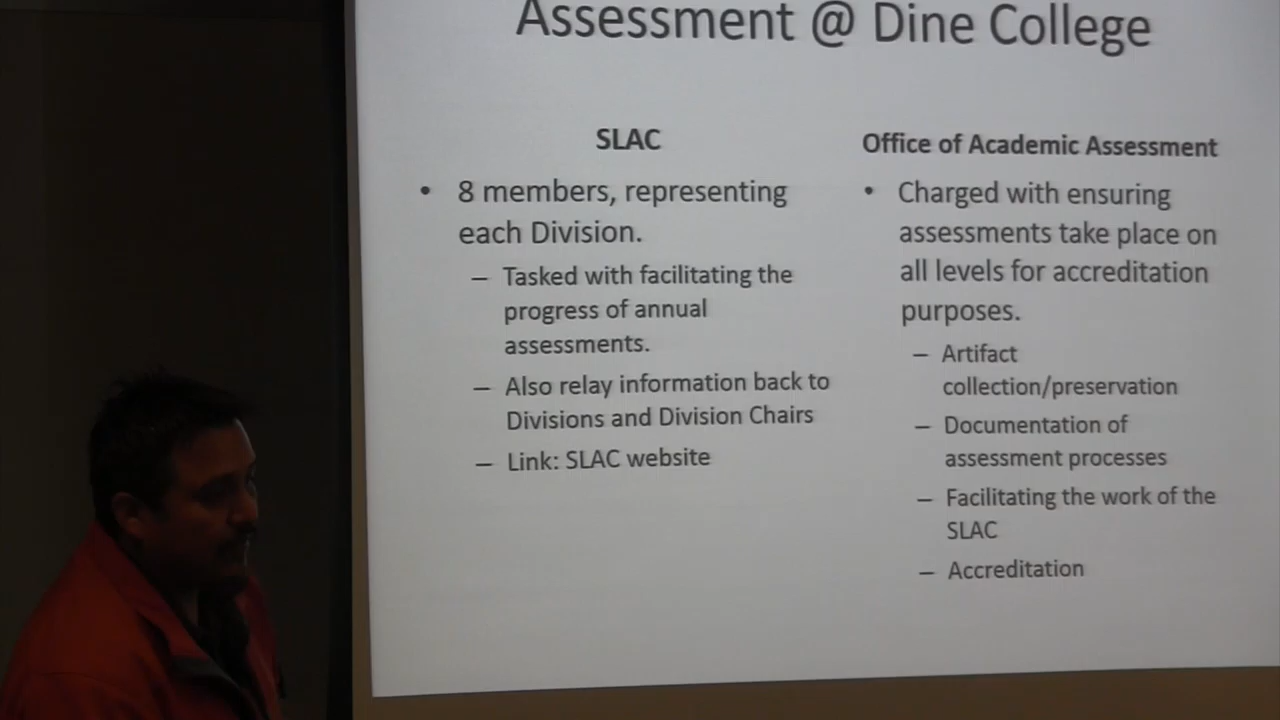 Assessment @ Dine College
SLAC
• 8 members, representing
each Division.
– Tasked with facilitating the
progress of annual
assessments.
– Also relay information back to
Divisions and Division Chairs
– Link: SLAC website
Office of Academic Assessment
• Charged with ensuring
assessments take place on
all levels for accreditation
purposes.
– Artifact
collection/preservation
– Documentation of
assessment processes
– Facilitating the work of the
SLAC
– Accreditation